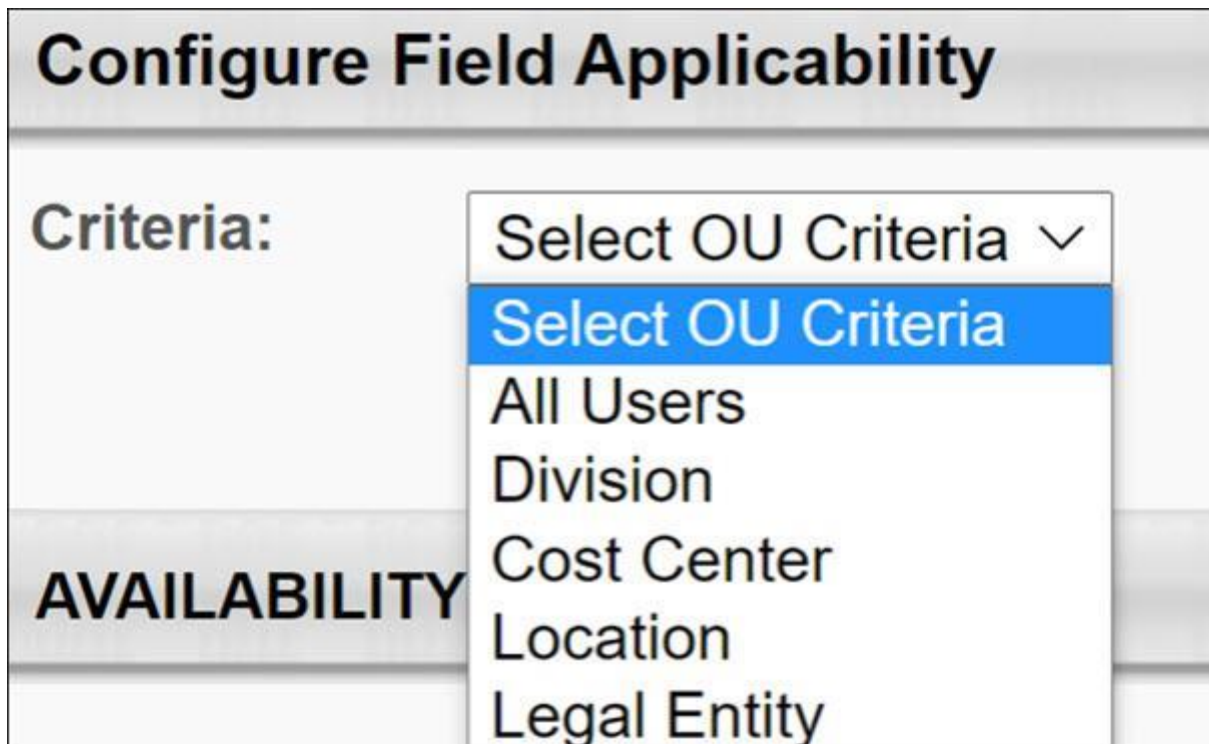 Configure Field Applicability
Criteria:
Select OU Criteria
Select OU Criteria
All Users
Division
Cost Center
AVAILABILITY
Location
Legal Entity